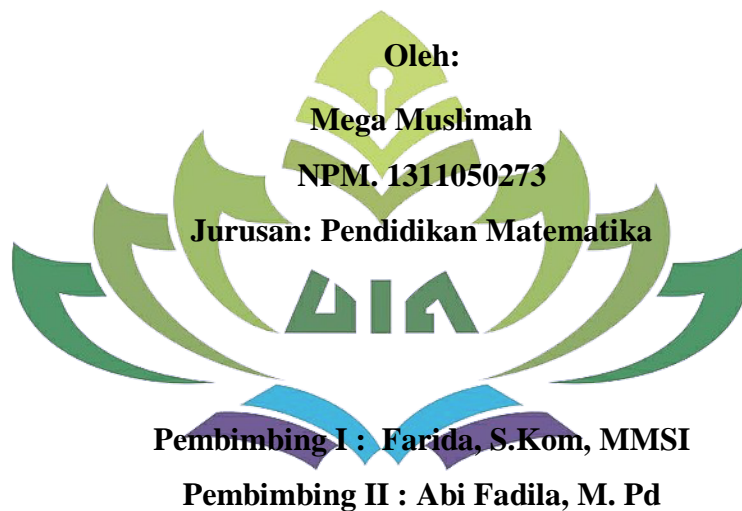 Oleh:
Mega Muslimah
NPM. 1311050273
Jurusan: Pendidikan Matematika
UIN
Pembimbing I : Farida, S.Kom, MMSI
Pembimbing II : Abi Fadila, M. Pd